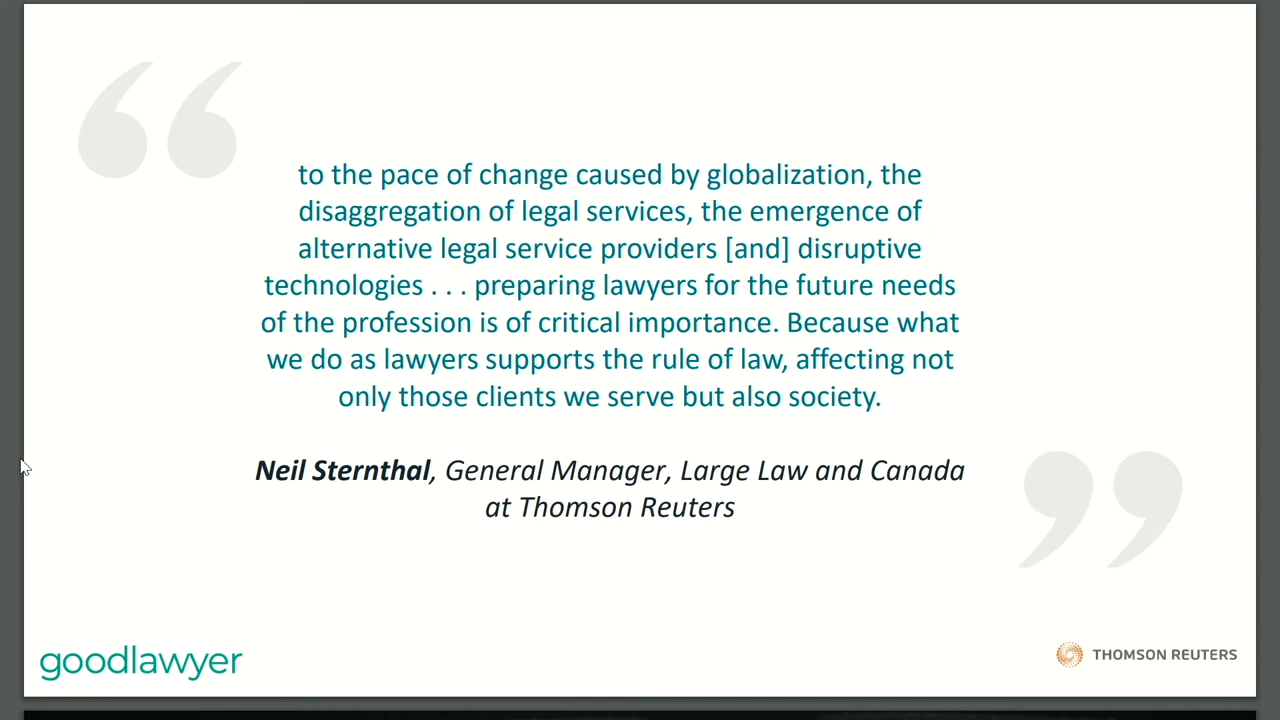 to the pace of change caused by globalization, the
disaggregation of legal services, the emergence of
alternative legal service providers [and] disruptive
technologies . . . preparing lawyers for the future needs
of the profession is of critical importance. Because what
we do as lawyers supports the rule of law, affecting not
only those clients we serve but also society.
Neil Sternthal, General Manager, Large Law and Canada
at Thomson Reuters
goodlawyer
THOMSON REUTERS